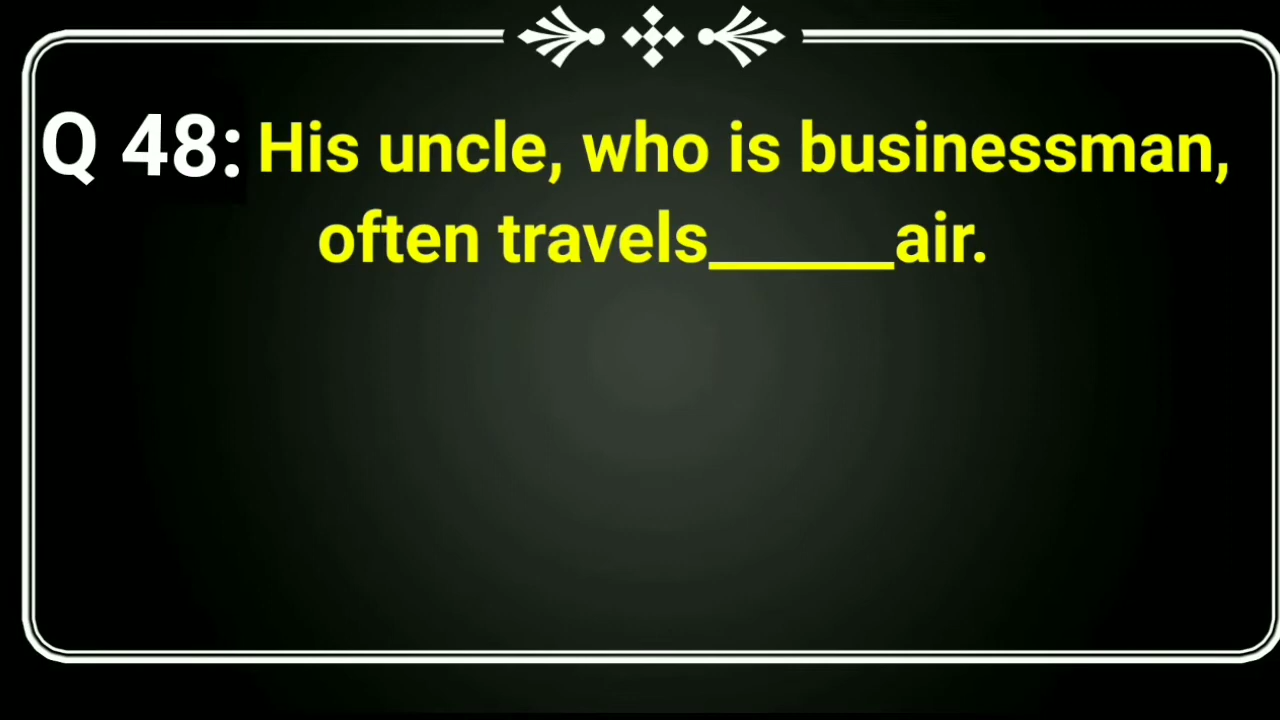 Q 48: His uncle, who is businessman,
often travels______air.